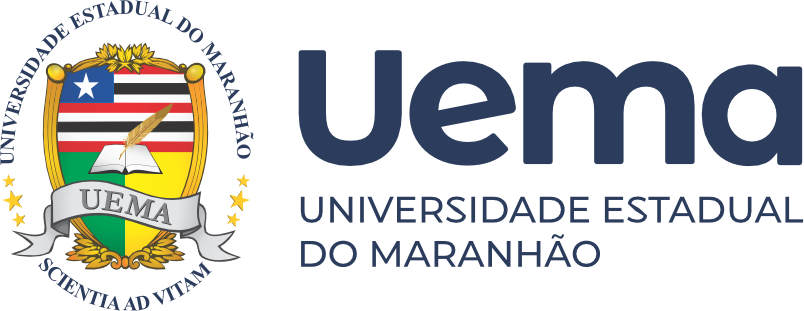 UNIVERSIDADE ESTADUAL DO MARANHÃO
UEMA
SCIENTIA AD VITAM
Uema
UNIVERSIDADE ESTADUAL
DO MARANHÃO